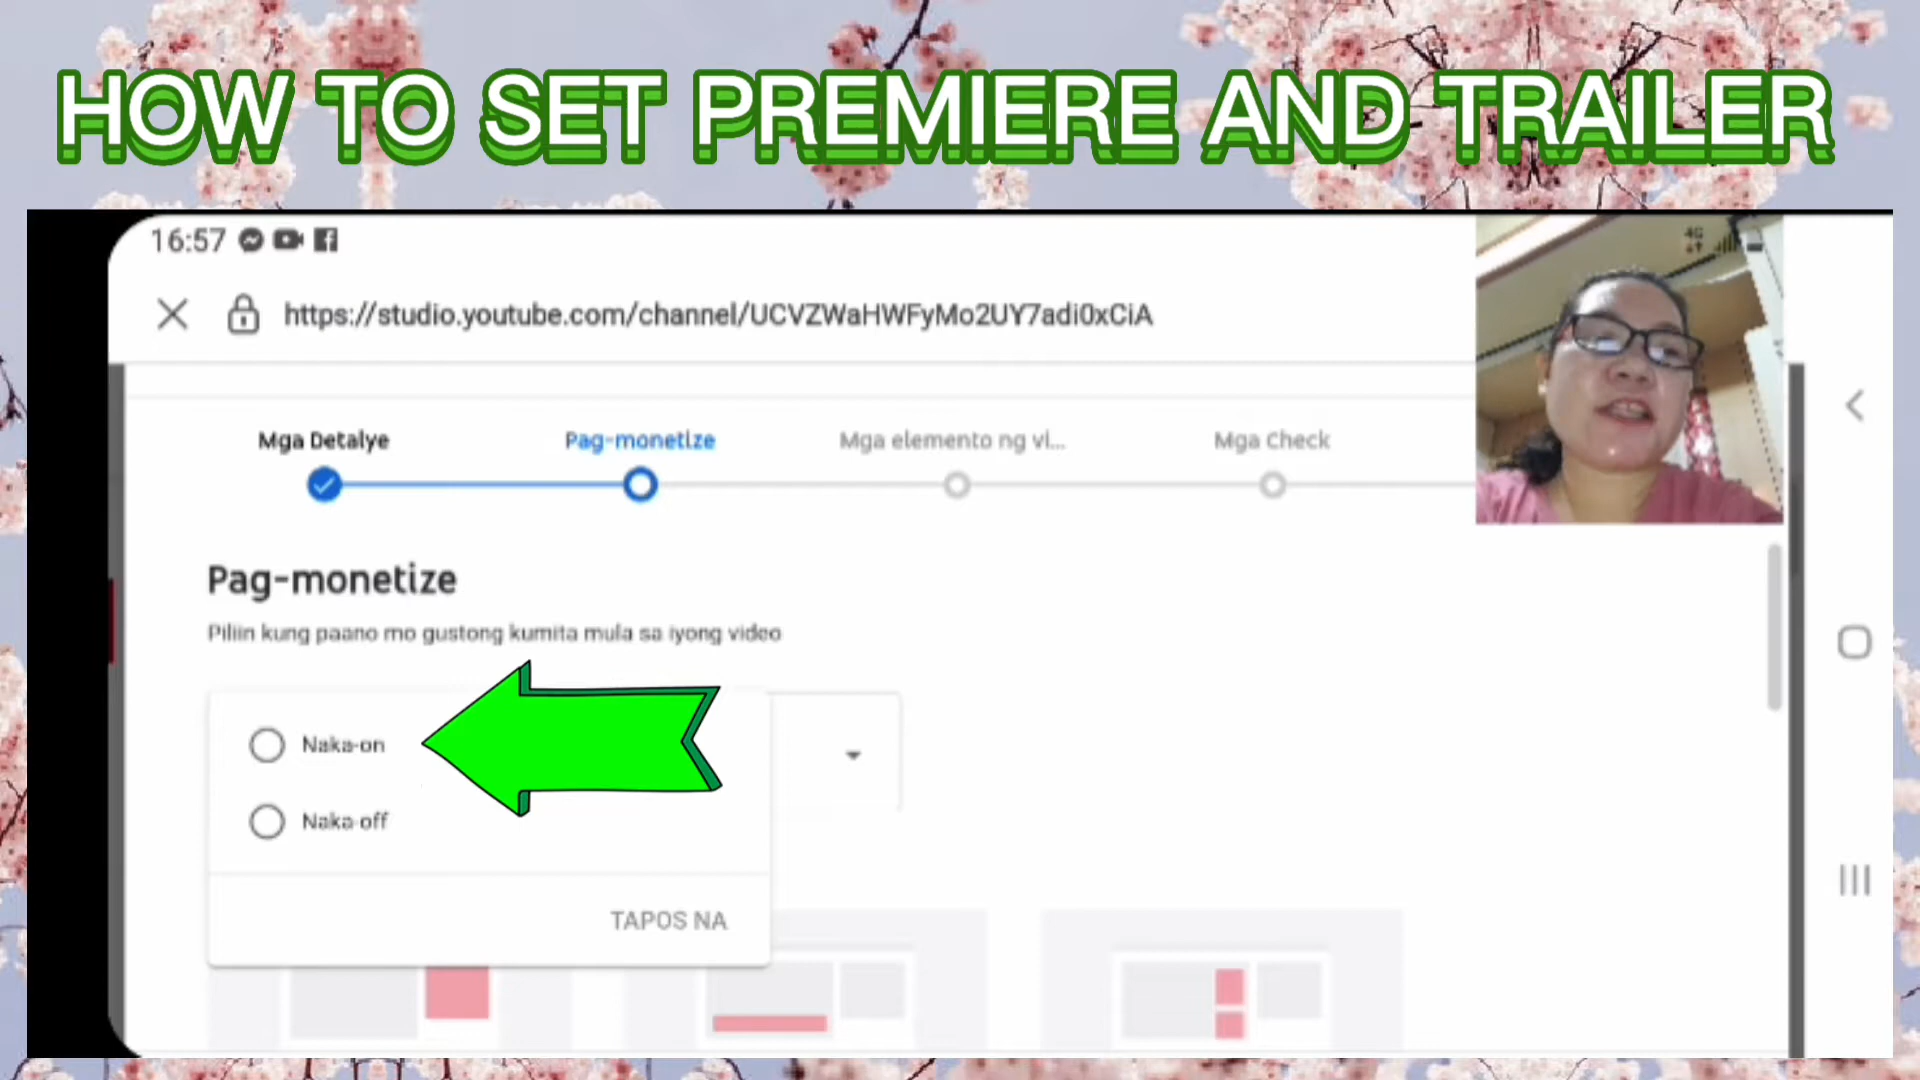 HOW TO SET PREMIERE AND TRAILER
16:57
4G
https://studio.youtube.com/channel/UCVZWaHWFyMo2UY7adi0xCiA
Mga Detalye
Pag-monetize
Mga elemento ng vi...
Mga Check
Pag-monetize
Piliin kung paano mo gustong kumita mula sa iyong video
Naka-on
Naka-off
TAPOS NA